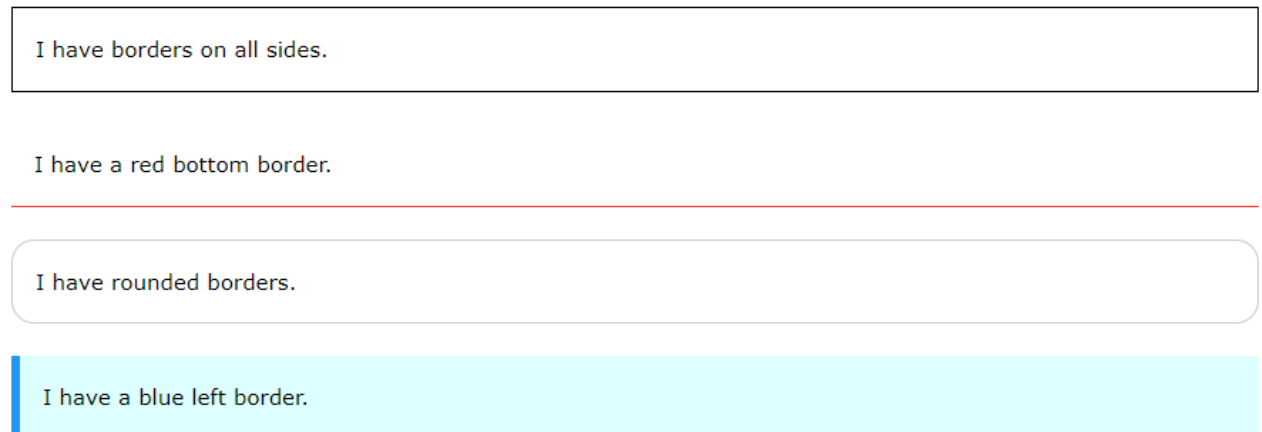 I have borders on all sides.
I have a red bottom border.
I have rounded borders.
I have a blue left border.